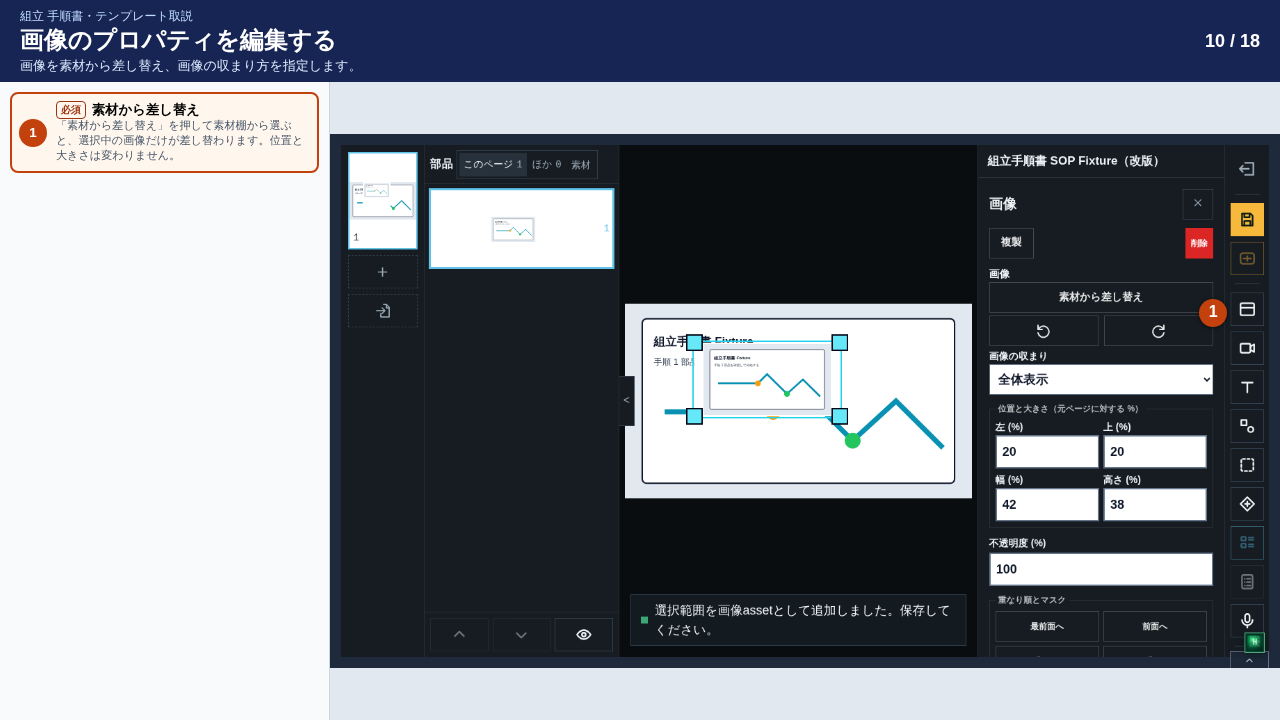 組立 手順書・テンプレート取説
画像のプロパティを編集する
画像を素材から差し替え、画像の収まり方を指定します。
10 / 18
1
必須 素材から差し替え
「素材から差し替え」を押して素材棚から選ぶ
と、選択中の画像だけが差し替わります。位置と
大きさは変わりません。
1
部品 このページ 1 ほか 0 素材
1
組立手順書 Fixture
手順 1 部品
組立手順書 Fixture
<
選択範囲を画像assetとして追加しました。保存して
ください。
組立手順書 SOP Fixture（改版）
画像
×
複製
削除
画像
素材から差し替え
1
画像の収まり
全体表示
位置と大きさ（元ページに対する %）
左 (%)
上 (%)
20
20
幅 (%)
高さ (%)
42
38
不透明度 (%)
100
重なり順とマスク
最前面へ
前面へ